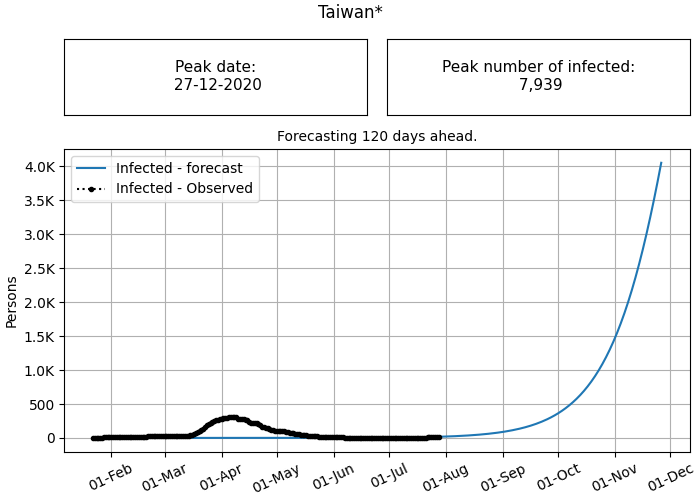 Taiwan*
Peak date:
27-12-2020
Peak number of infected:
7,939
Forecasting 120 days ahead.
Infected - forecast
Infected - Observed
Persons
4.0K
3.5K
3.0K
2.5K
2.0K
1.5K
1.0K
500
0
01-Feb
01-Mar
01-Apr
01-May
01-Jun
01-Jul
01-Aug
01-Sep
01-Oct
01-Nov
01-Dec